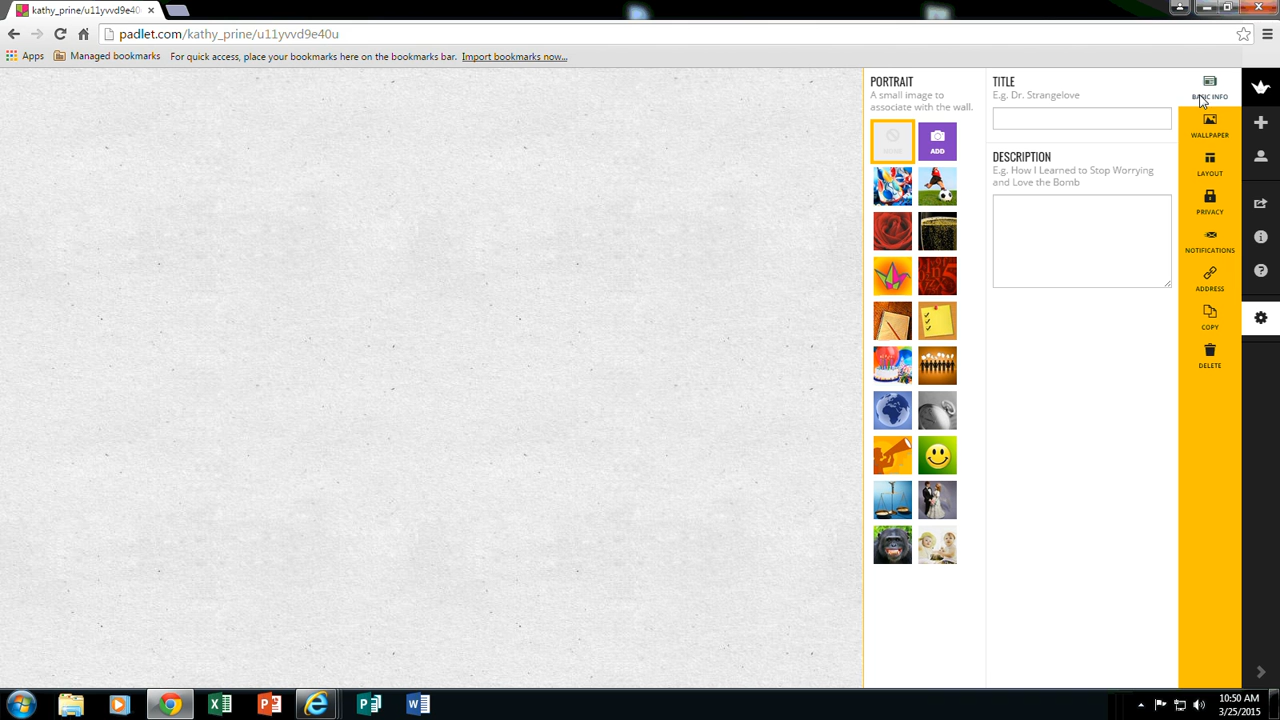 kathy_prine/u11yvvd9e40
padlet.com/kathy_prine/u11yvvd9e40u
Apps
Managed bookmarks
For quick access, place your bookmarks here on the bookmarks bar. Import bookmarks now...
PORTRAIT
A small image to
associate with the wall.
NONE
ADD
TITLE
E.g. Dr. Strangelove
DESCRIPTION
E.g. How I Learned to Stop Worrying
and Love the Bomb
BASIC INFO
WALLPAPER
LAYOUT
PRIVACY
NOTIFICATIONS
ADDRESS
COPY
DELETE
10:50 AM
3/25/2015